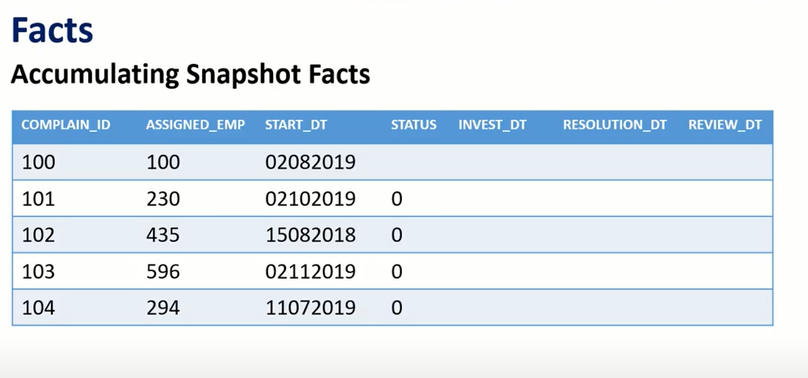 Facts
Accumulating Snapshot Facts
COMPLAIN_ID ASSIGNED_EMP START_DT STATUS INVEST_DT RESOLUTION_DT REVIEW_DT
100 100 02082019
101 230 02102019 0
102 435 15082018 0
103 596 02112019 0
104 294 11072019 0